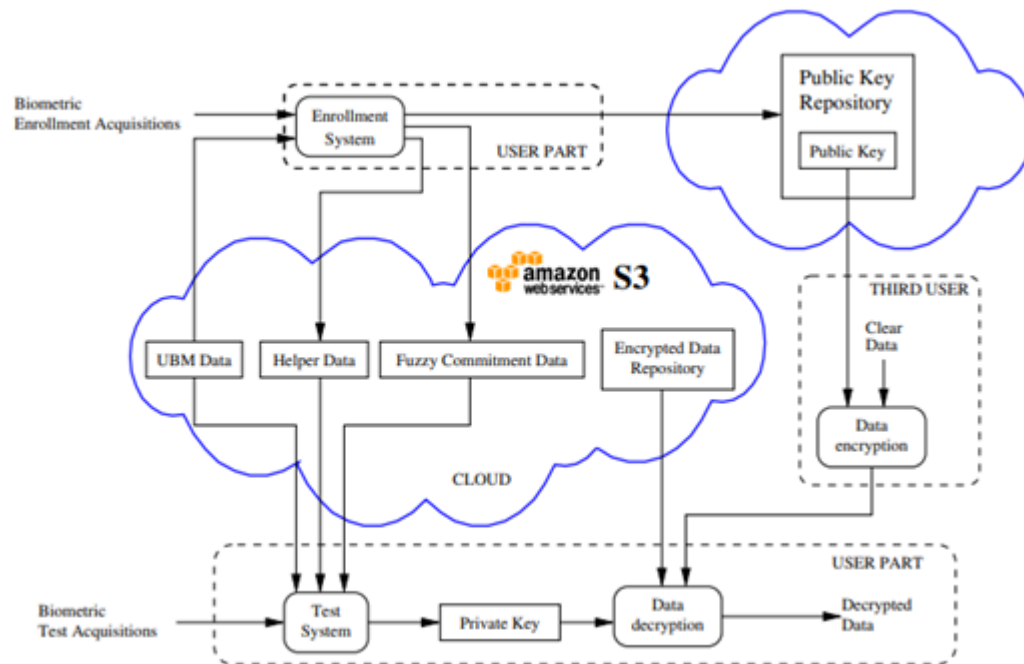 Biometric
Enrollment Acquisitions
Enrollment
System
USER PART
Public Key
Repository
Public Key
amazon
webservices™ S3
THIRD USER
Clear
Data
UBM Data
Helper Data
Fuzzy Commitment Data
Encrypted Data
Repository
Data
encryption
CLOUD
USER PART
Biometric
Test Acquisitions
Test
System
Private Key
Data
decryption
Decrypted
Data